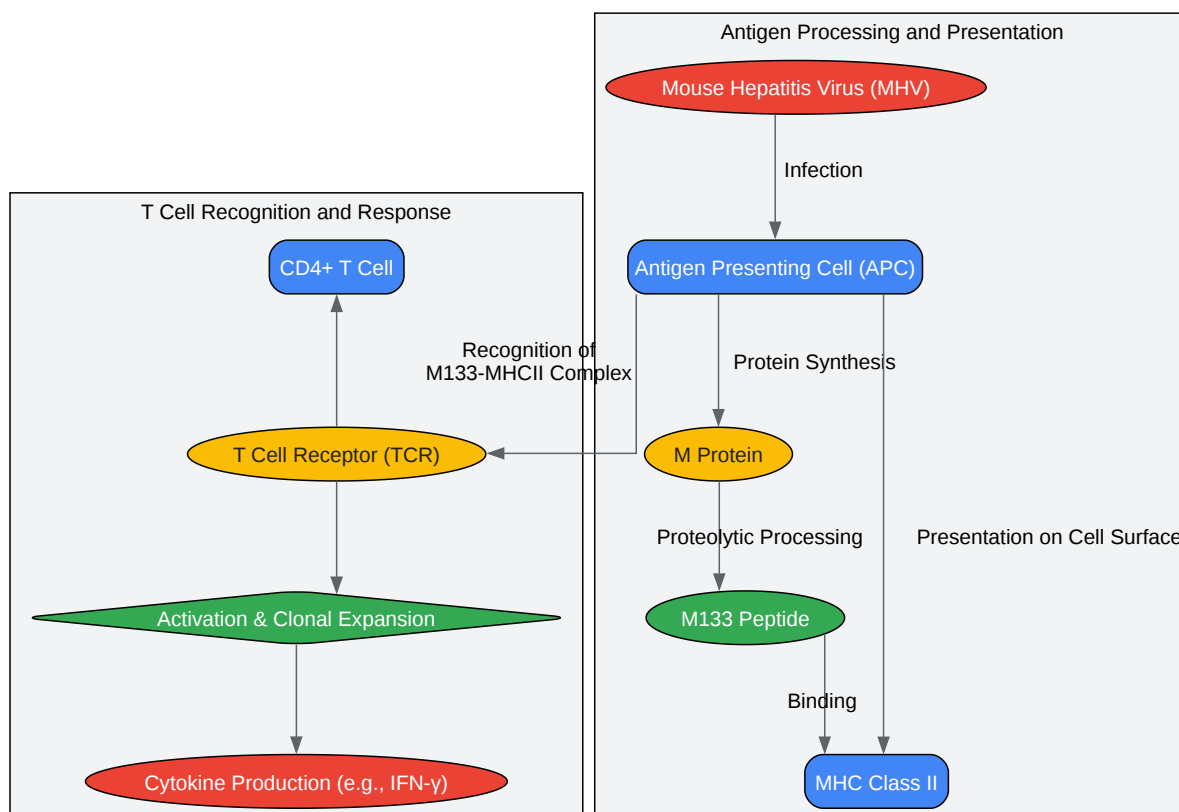 Antigen Processing and Presentation
Mouse Hepatitis Virus (MHV)
Infection
T Cell Recognition and Response
CD4+ T Cell
Antigen Presenting Cell (APC)
Recognition of
M133-MHCII Complex
Protein Synthesis
T Cell Receptor (TCR)
M Protein
Proteolytic Processing
Presentation on Cell Surface
Activation & Clonal Expansion
M133 Peptide
Binding
Cytokine Production (e.g., IFN-γ)
MHC Class II